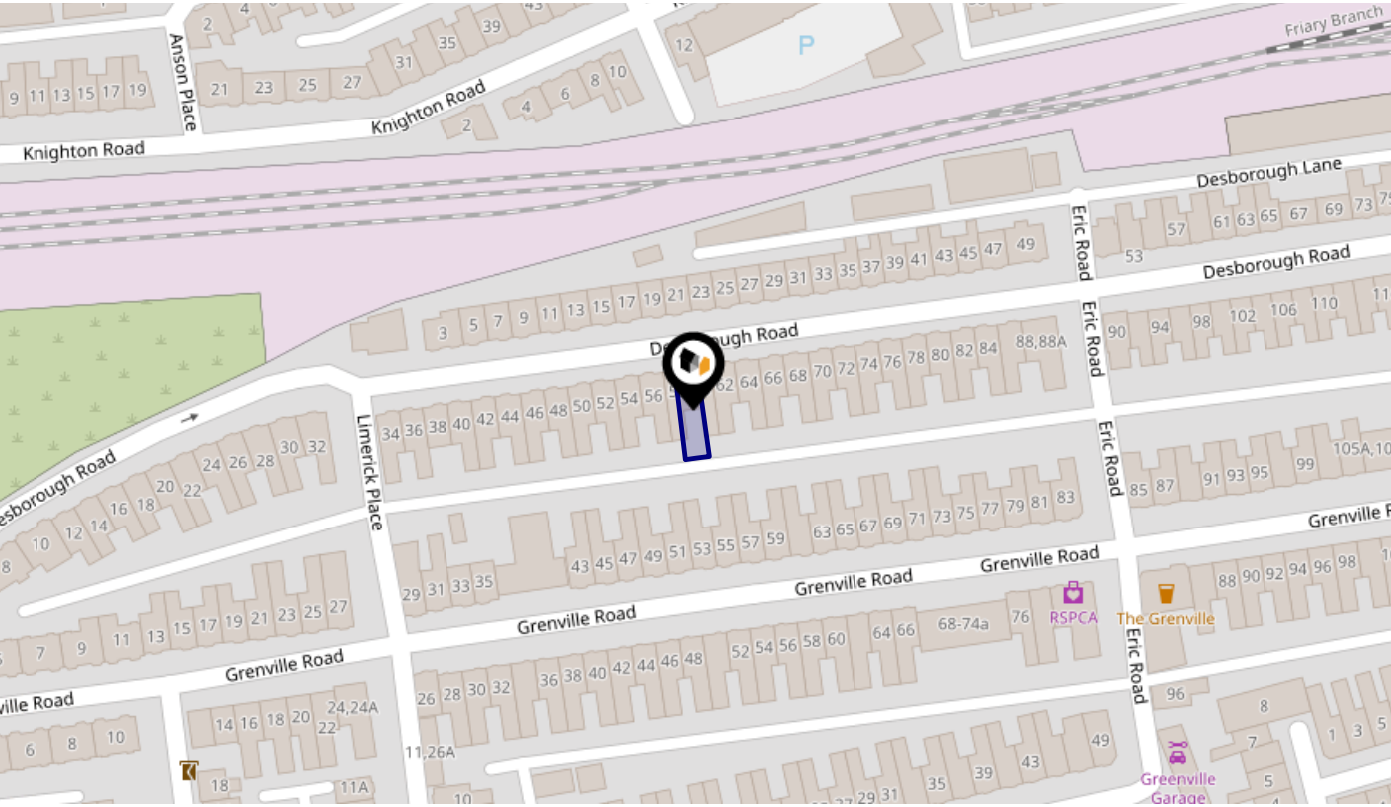 Friary Branch
2 4 43
39
35
31
12
P
Anson Place
9 11 13 15 17 19
21 23 25 27
10
8
6
4
2
Knighton Road
Knighton Road
Desborough Lane
Eric Road
57 61 63 65 67 69 73
53
Desborough Road
3 5 7 9 11 13 15 17 19 21 23 25 27 29 31 33 35 37 39 41 43 45 47 49
Eric Road
90 94 98 102 106 110
34 36 38 40 42 44 46 48 50 52 54 56
62 64 66 68 70 72 74 76 78 80 82 84 88,88A
Limerick Place
8 10 12 14 16 18 20 22 24 26 28 30 32
Eric Road
85 87 91 93 95 99
29 31 33 35
43 45 47 49 51 53 55 57 59 63 65 67 69 71 73 75 77 79 81 83
Grenville Road
Grenville Road
Grenville Road
RSPCA
The Grenville
88 90 92 94 96 98
7 9 11 13 15 17 19 21 23 25 27
Grenville Road
26 28 30 32 36 38 40 42 44 46 48 52 54 56 58 60 64 66 68-74a 76
Eric Road
96
8
7
5
1 3 5
6 8 10
14 16 18 20 22 24,24A
11,26A
18
11A
10
29 31 35 39 43 49
Greenville
Garage